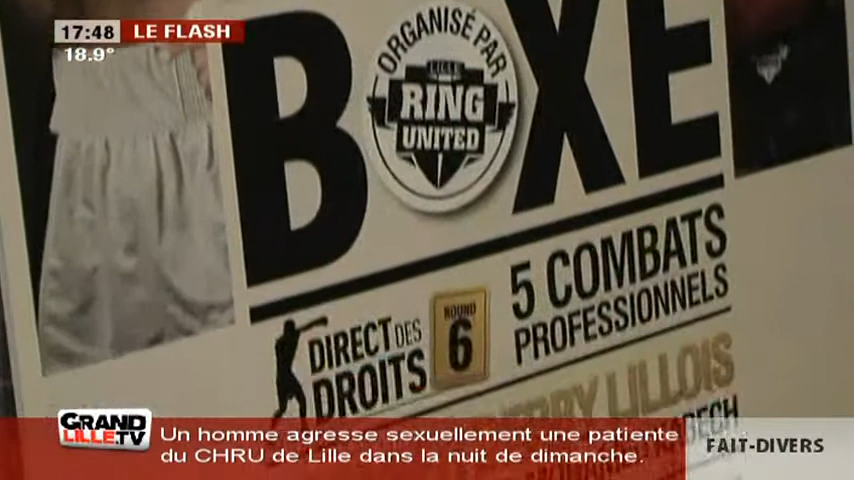 17:48 LE FLASH
18.9°
BOXE
ORGANISÉ PAR
LILLE
RING
UNITED
5 COMBATS
PROFESSIONNELS
DIRECT DES
DROITS
ROUND
6
LILLOIS
GRAND
LILLE.TV
Un homme agresse sexuellement une patiente
du CHRU de Lille dans la nuit de dimanche.
FAIT-DIVERS